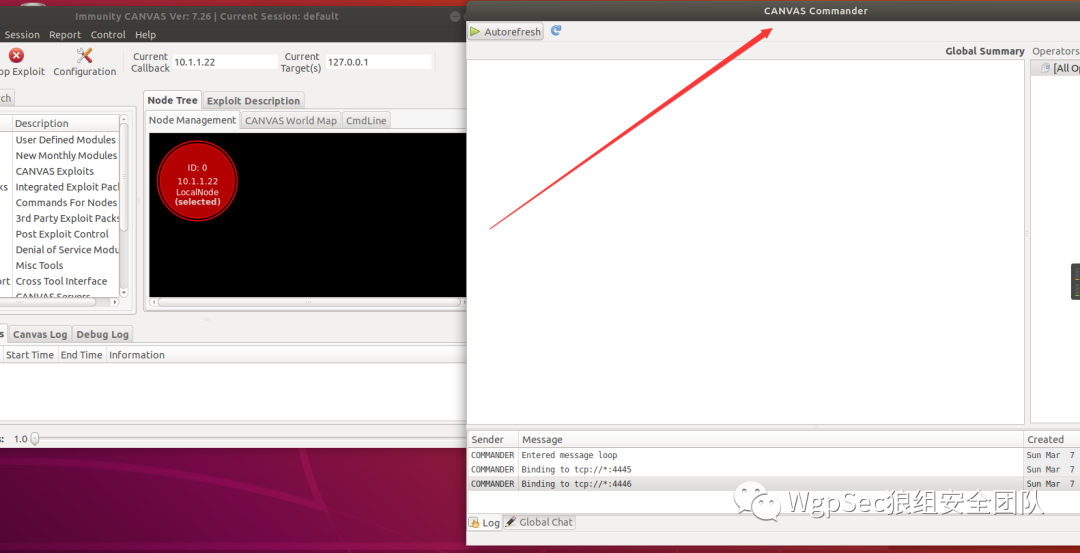 Immunity CANVAS Ver: 7.26 | Current Session: default
Session Report Control Help
op Exploit
Configuration
Current Callback
10.1.1.22
Current Target(s)
127.0.0.1
rch
Description
User Defined Modules
New Monthly Modules
CANVAS Exploits
ks Integrated Exploit Pacl
Commands For Nodes
3rd Party Exploit Packs
Post Exploit Control
Denial of Service Modu
Misc Tools
ort Cross Tool Interface
CANVAS Servers
Node Tree Exploit Description
Node Management CANVAS World Map CmdLine
ID: 0
10.1.1.22
LocalNode
(selected)
s Canvas Log Debug Log
Start Time End Time Information
s: 1.0
CANVAS Commander
Autorefresh
Global Summary Operators
[All Op
Sender Message Created
COMMANDER Entered message loop Sun Mar 7
COMMANDER Binding to tcp://*:4445 Sun Mar 7
COMMANDER Binding to tcp://*:4446 Sun Mar 7
Log Global Chat
WgpSec狼组安全团队